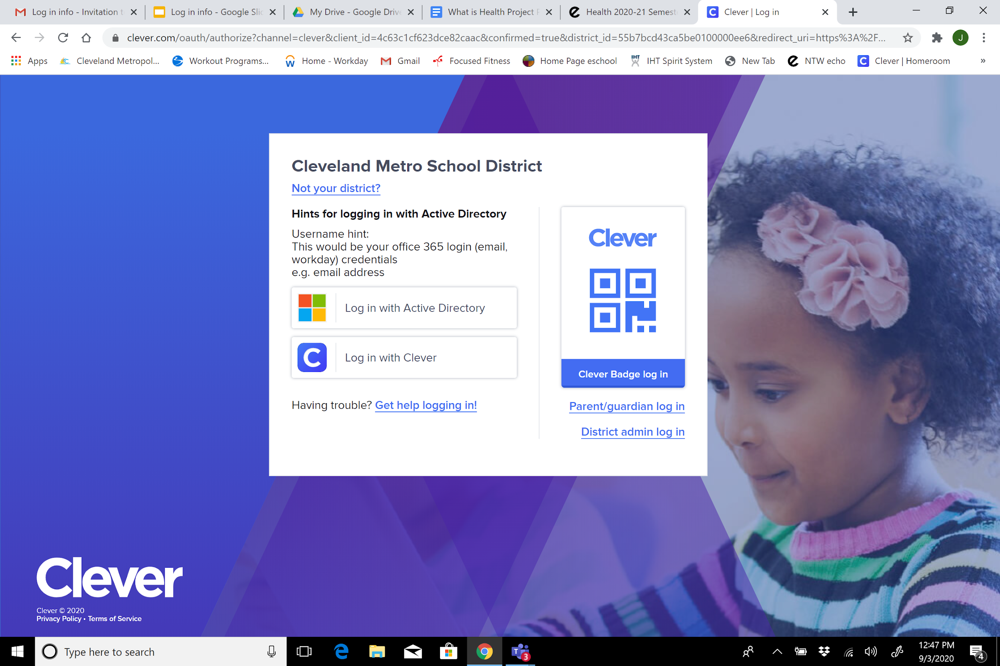 Log in info - Invitation t
Log in info - Google Slic
My Drive - Google Drive
What is Health Project P
Health 2020-21 Semest
Clever | Log in
clever.com/oauth/authorize?channel=clever&client_id=4c63c1cf623dce82caac&confirmed=true&district_id=55b7bcd43ca5be0100000ee6&redirect_uri=https%3A%2F...
J
Apps
Cleveland Metropol...
Workout Programs...
Home - Workday
Gmail
Focused Fitness
Home Page eschool
IHT Spirit System
New Tab
NTW echo
Clever | Homeroom
»
Cleveland Metro School District
Not your district?
Hints for logging in with Active Directory
Username hint:
This would be your office 365 login (email,
workday) credentials
e.g. email address
Log in with Active Directory
Log in with Clever
Having trouble? Get help logging in!
Clever
Clever Badge log in
Parent/guardian log in
District admin log in
Clever
Clever © 2020
Privacy Policy • Terms of Service
Type here to search
3
12:47 PM
9/3/2020
4